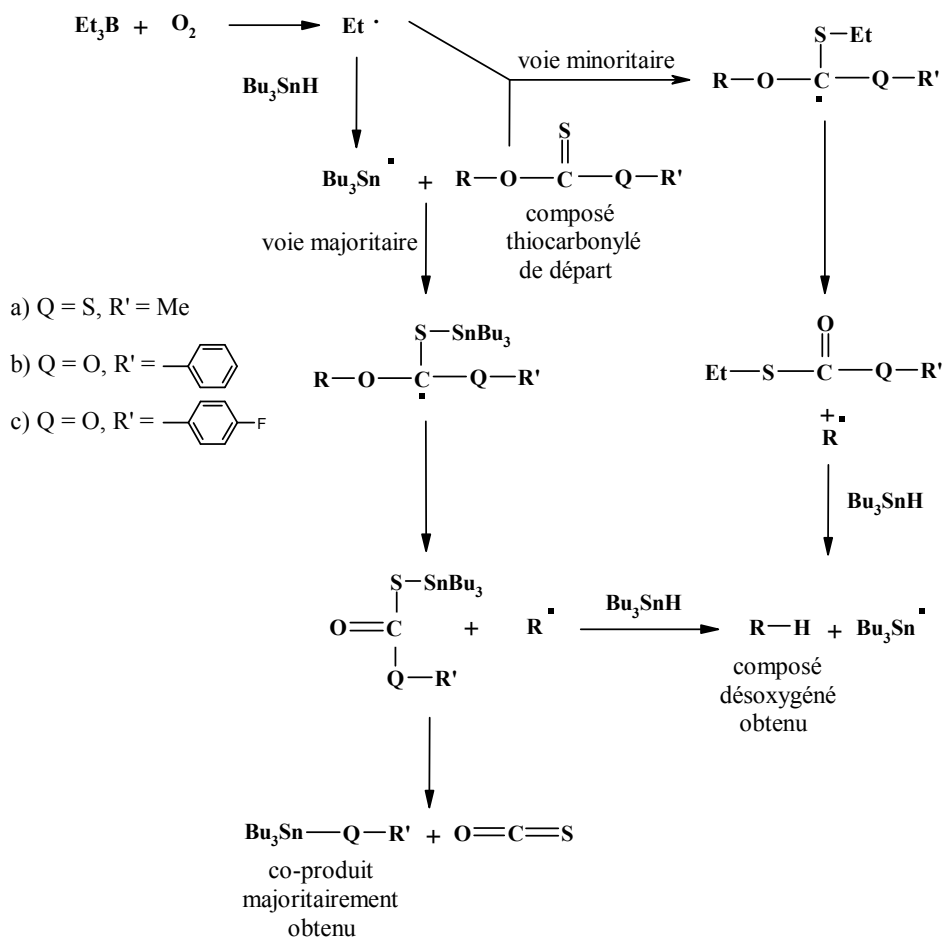 Et3B + O2
Et ·
S—Et
R—O—C—Q—R'
voie minoritaire
Bu3SnH
S
Bu3Sn · + R—O—C—Q—R'
composé
thiocarbonylé
de départ
voie majoritaire
a) Q = S, R' = Me
b) Q = O, R' =
c) Q = O, R' = F
S—SnBu3
R—O—C—Q—R'
O
Et—S—C—Q—R'
+
R ·
Bu3SnH
S—SnBu3
O=C + R ·
Q—R'
Bu3SnH
R—H + Bu3Sn ·
composé
désoxygéné
obtenu
Bu3Sn—Q—R' + O=C=S
co-produit
majoritairement
obtenu